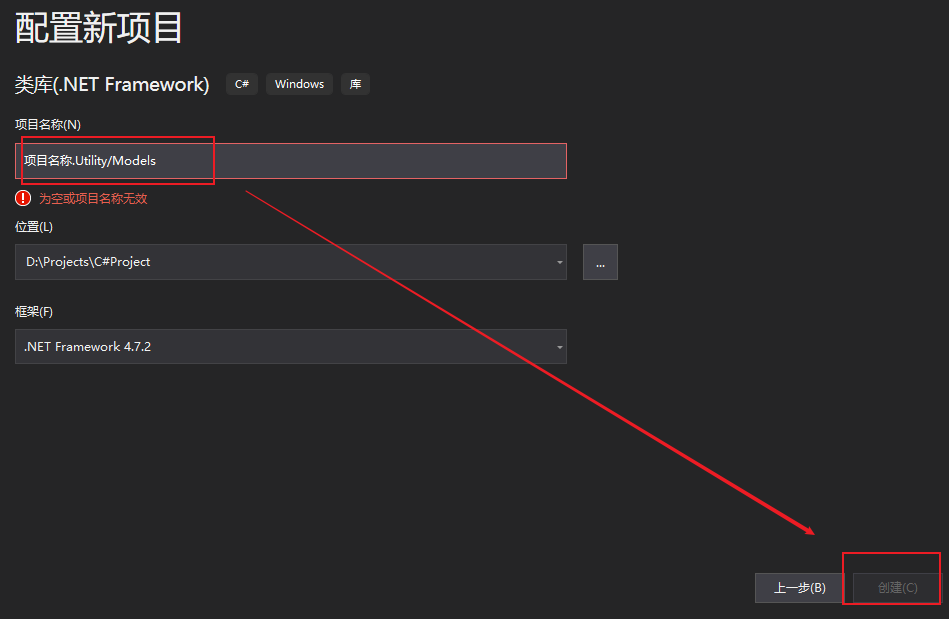 配置新项目
类库(.NET Framework) C# Windows 库
项目名称(N)
项目名称.Utility/Models
为空或项目名称无效
位置(L)
D:\Projects\C#Project
...
框架(F)
.NET Framework 4.7.2
上一步(B) 创建(C)